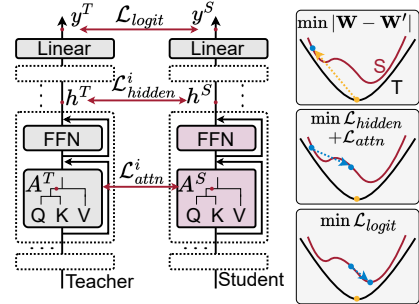 y^T
𝓛_logit
y^S
Linear
Linear
h^T
𝓛^i_hidden
h^S
FFN
FFN
A^T
𝓛^i_attn
A^S
Q K V
Q K V
Teacher
Student
min |W − W'|
S
T
min 𝓛_hidden
+𝓛_attn
min 𝓛_logit